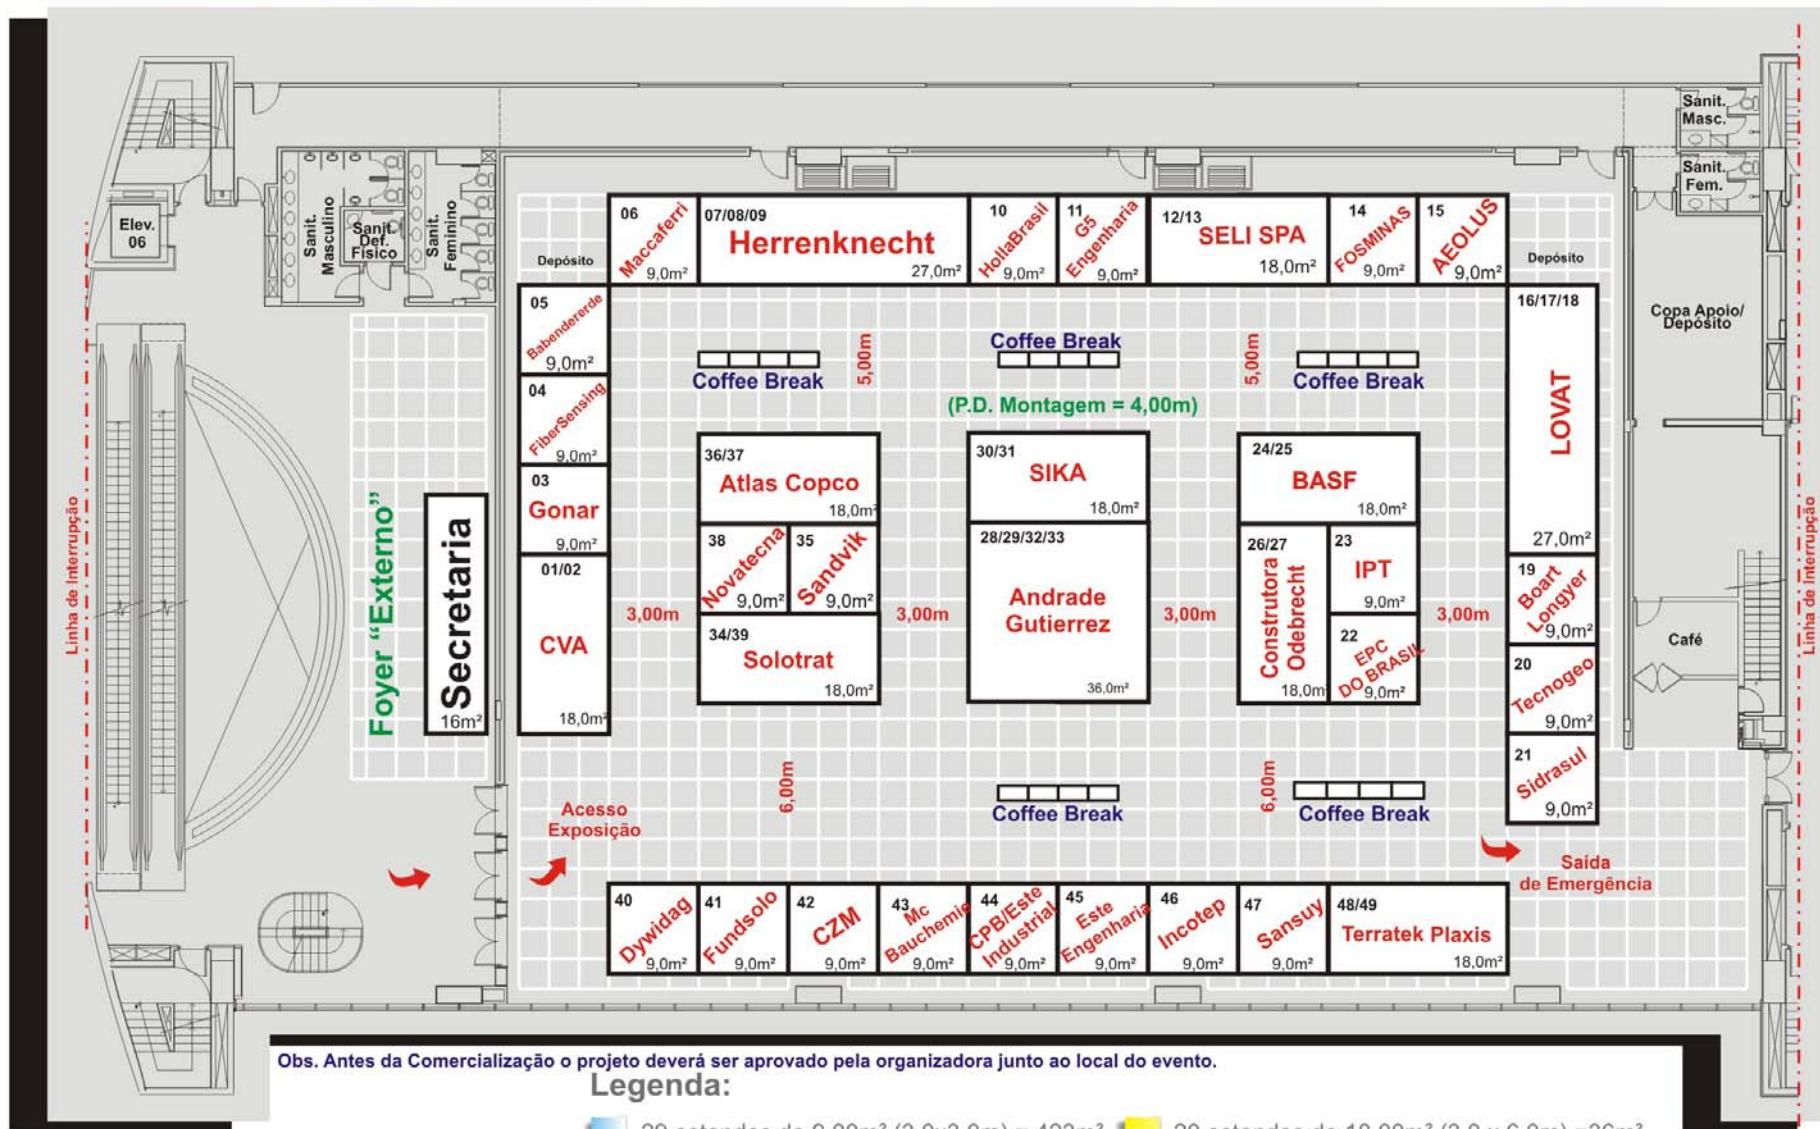 Linha de Interrupção
Elev.
06
Sanit.
Masculino
Sanit.
Def.
Físico
Sanit.
Feminino
Sanit.
Masc.
Sanit.
Fem.
Copa Apoio/
Depósito
Café
Linha de Interrupção
Foyer “Externo”
Secretaria
16m²
Depósito
06
Maccaferri
9,0m²
07/08/09
Herrenknecht
27,0m²
10
HollaBrasil
9,0m²
11
G5
Engenharia
9,0m²
12/13
SELI SPA
18,0m²
14
FOSMINAS
9,0m²
15
AEOLUS
9,0m²
Depósito
05
Babendererde
9,0m²
04
FiberSensing
9,0m²
03
Gonar
9,0m²
01/02
CVA
18,0m²
16/17/18
LOVAT
27,0m²
19
Boart
Longyer
9,0m²
20
Tecnogeo
9,0m²
21
Sidrasul
9,0m²
Coffee Break
5,00m
Coffee Break
5,00m
Coffee Break
(P.D. Montagem = 4,00m)
36/37
Atlas Copco
18,0m²
38
Novatecna
9,0m²
35
Sandvik
9,0m²
34/39
Solotrat
18,0m²
30/31
SIKA
18,0m²
28/29/32/33
Andrade
Gutierrez
36,0m²
24/25
BASF
18,0m²
26/27
Construtora
Odebrecht
18,0m
23
IPT
9,0m²
22
EPC
DO BRASIL
9,0m²
3,00m
3,00m
3,00m
3,00m
6,00m
Coffee Break
6,00m
Coffee Break
Acesso
Exposição
Saída
de Emergência
40
Dywidag
9,0m²
41
Fundsolo
9,0m²
42
CZM
9,0m²
43
Mc
Bauchemie
9,0m²
44
CPB/Este
Industrial
9,0m²
45
Este
Engenharia
9,0m²
46
Incotep
9,0m²
47
Sansuy
9,0m²
48/49
Terratek Plaxis
18,0m²
Obs. Antes da Comercialização o projeto deverá ser aprovado pela organizadora junto ao local do evento.
Legenda: